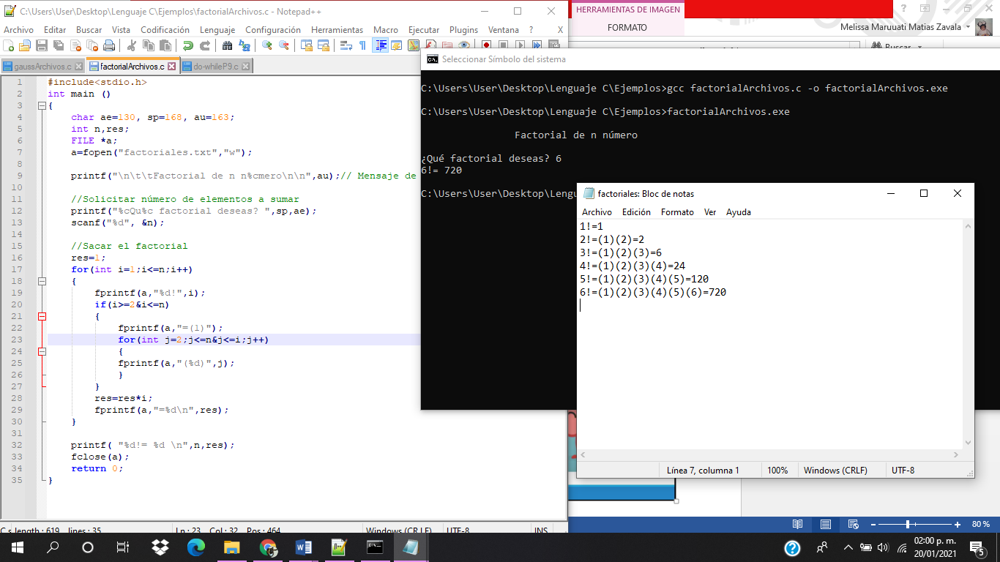 C:\Users\User\Desktop\Lenguaje C\Ejemplos\factorialArchivos.c - Notepad++
Archivo Editar Buscar Vista Codificación Lenguaje Configuración Herramientas Macro Ejecutar Plugins Ventana ? X
gaussArchivos.c factorialArchivos.c do-whileP9.c
1 #include<stdio.h>
2 int main ()
3 {
4 char ae=130, sp=168, au=163;
5 int n,res;
6 FILE *a;
7 a=fopen("factoriales.txt","w");
8
9 printf("\n\t\tFactorial de n n%cmero\n\n",au);// Mensaje de
10
11 //Solicitar número de elementos a sumar
12 printf("%cQu%c factorial deseas? ",sp,ae);
13 scanf("%d", &n);
14
15 //Sacar el factorial
16 res=1;
17 for(int i=1;i<=n;i++)
18 {
19 fprintf(a,"%d!",i);
20 if(i>=2&i<=n)
21 {
22 fprintf(a,"=(1)");
23 for(int j=2;j<=n&j<=i;j++)
24 {
25 fprintf(a,"(%d)",j);
26 }
27 }
28 res=res*i;
29 fprintf(a,"=%d\n",res);
30 }
31
32 printf( "%d!= %d \n",n,res);
33 fclose(a);
34 return 0;
35 }
C s length : 619 lines : 35 Ln : 23 Col : 32 Pos : 464 Windows (CR LF) UTF-8 INS
HERRAMIENTAS DE IMAGEN
FORMATO
Melissa Maruuati Matias Zavala
Buscar
Seleccionar Símbolo del sistema
C:\Users\User\Desktop\Lenguaje C\Ejemplos>gcc factorialArchivos.c -o factorialArchivos.exe
C:\Users\User\Desktop\Lenguaje C\Ejemplos>factorialArchivos.exe
Factorial de n número
¿Qué factorial deseas? 6
6!= 720
C:\Users\User\Desktop\Lengu
factoriales: Bloc de notas
Archivo Edición Formato Ver Ayuda
1!=1
2!=(1)(2)=2
3!=(1)(2)(3)=6
4!=(1)(2)(3)(4)=24
5!=(1)(2)(3)(4)(5)=120
6!=(1)(2)(3)(4)(5)(6)=720
Línea 7, columna 1 100% Windows (CRLF) UTF-8
80 %
02:00 p. m.
20/01/2021
5